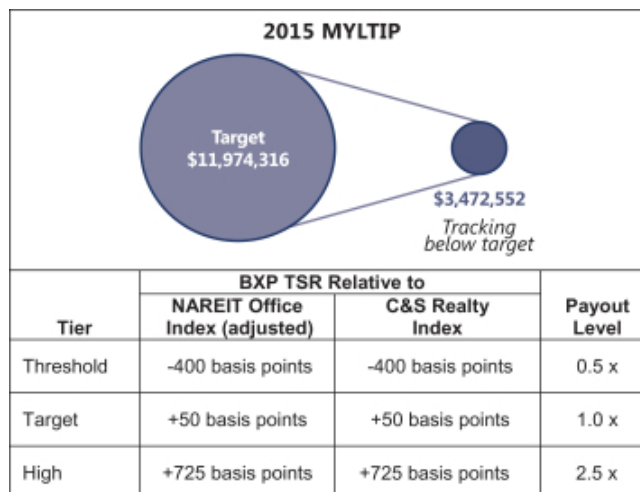 2015 MYLTIP
Target
$11,974,316
$3,472,552
Tracking
below target
BXP TSR Relative to
Tier
NAREIT Office
Index (adjusted)
C&S Realty
Index
Payout
Level
Threshold -400 basis points -400 basis points 0.5 x
Target +50 basis points +50 basis points 1.0 x
High +725 basis points +725 basis points 2.5 x